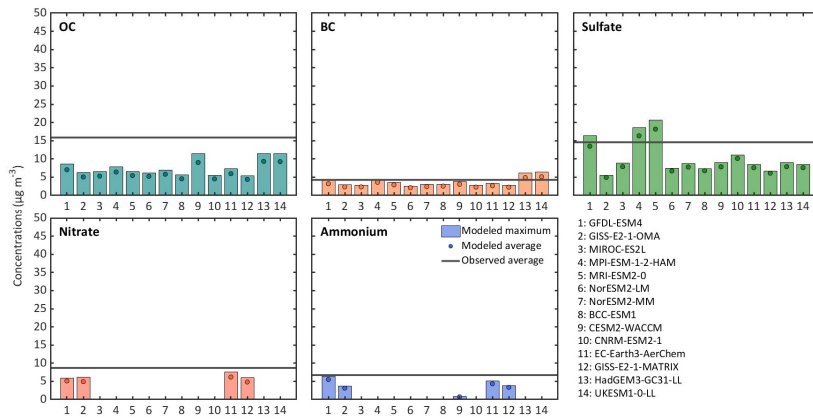 OC
BC
Sulfate
50
45
40
35
30
25
20
15
10
5
0
1 2 3 4 5 6 7 8 9 10 11 12 13 14
1 2 3 4 5 6 7 8 9 10 11 12 13 14
1 2 3 4 5 6 7 8 9 10 11 12 13 14
Concentrations (μg m⁻³)
Nitrate
Ammonium
50
45
40
35
30
25
20
15
10
5
0
1 2 3 4 5 6 7 8 9 10 11 12 13 14
1 2 3 4 5 6 7 8 9 10 11 12 13 14
Modeled maximum
Modeled average
Observed average
1: GFDL-ESM4
2: GISS-E2-1-OMA
3: MIROC-ES2L
4: MPI-ESM-1-2-HAM
5: MRI-ESM2-0
6: NorESM2-LM
7: NorESM2-MM
8: BCC-ESM1
9: CESM2-WACCM
10: CNRM-ESM2-1
11: EC-Earth3-AerChem
12: GISS-E2-1-MATRIX
13: HadGEM3-GC31-LL
14: UKESM1-0-LL